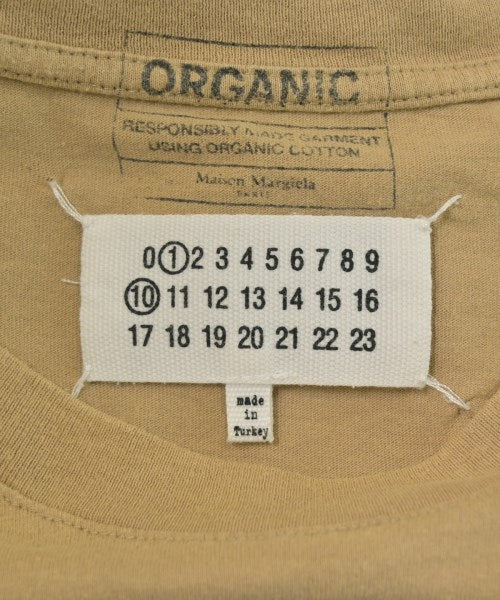 ORGANIC
RESPONSIBLY MADE GARMENT
USING ORGANIC COTTON
Maison Margiela
PARIS
0 1 2 3 4 5 6 7 8 9
10 11 12 13 14 15 16
17 18 19 20 21 22 23
made
in
Turkey